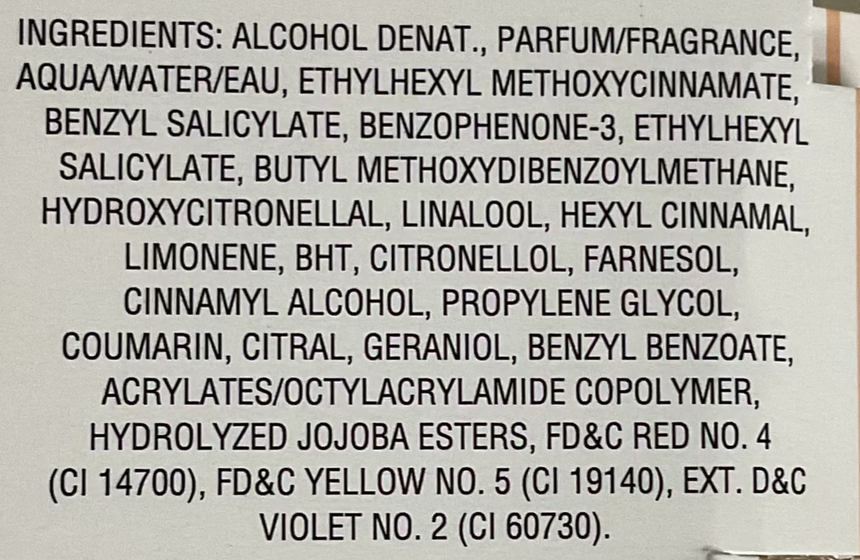 INGREDIENTS: ALCOHOL DENAT., PARFUM/FRAGRANCE,
AQUA/WATER/EAU, ETHYLHEXYL METHOXYCINNAMATE,
BENZYL SALICYLATE, BENZOPHENONE-3, ETHYLHEXYL
SALICYLATE, BUTYL METHOXYDIBENZOYLMETHANE,
HYDROXYCITRONELLAL, LINALOOL, HEXYL CINNAMAL,
LIMONENE, BHT, CITRONELLOL, FARNESOL,
CINNAMYL ALCOHOL, PROPYLENE GLYCOL,
COUMARIN, CITRAL, GERANIOL, BENZYL BENZOATE,
ACRYLATES/OCTYLACRYLAMIDE COPOLYMER,
HYDROLYZED JOJOBA ESTERS, FD&C RED NO. 4
(CI 14700), FD&C YELLOW NO. 5 (CI 19140), EXT. D&C
VIOLET NO. 2 (CI 60730).